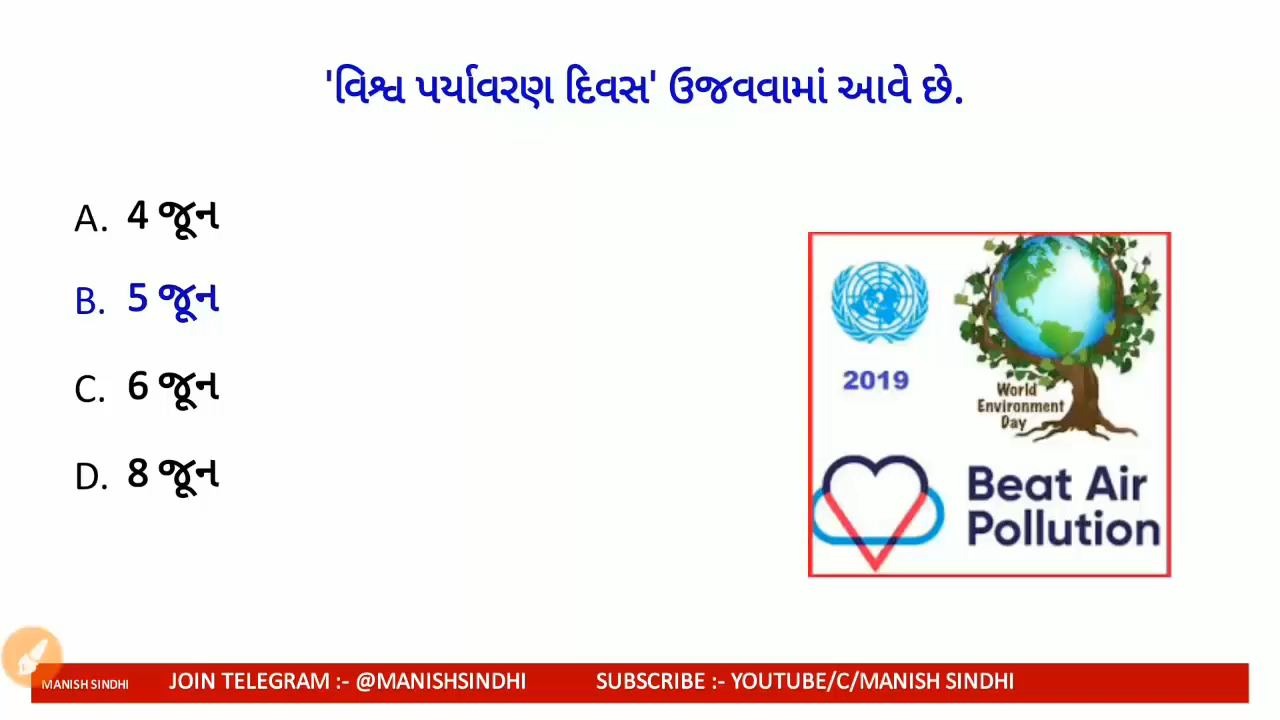 'વિશ્વ પર્યાવરણ દિવસ' ઉજવવામાં આવે છે.
A. 4 જૂન
B. 5 જૂન
C. 6 જૂન
D. 8 જૂન
2019
World
Environment
Day
Beat Air
Pollution
MANISH SINDHI JOIN TELEGRAM :- @MANISHSINDHI SUBSCRIBE :- YOUTUBE/C/MANISH SINDHI